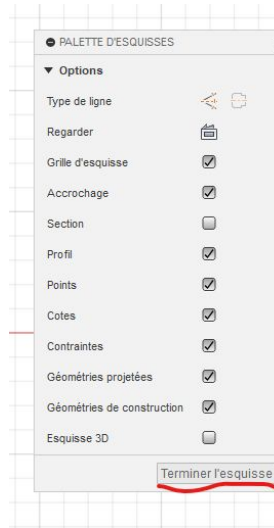 PALETTE D'ESQUISSES
Options
Type de ligne
Regarder
Grille d'esquisse
Accrochage
Section
Profil
Points
Cotes
Contraintes
Géométries projetées
Géométries de construction
Esquisse 3D
Terminer l'esquisse